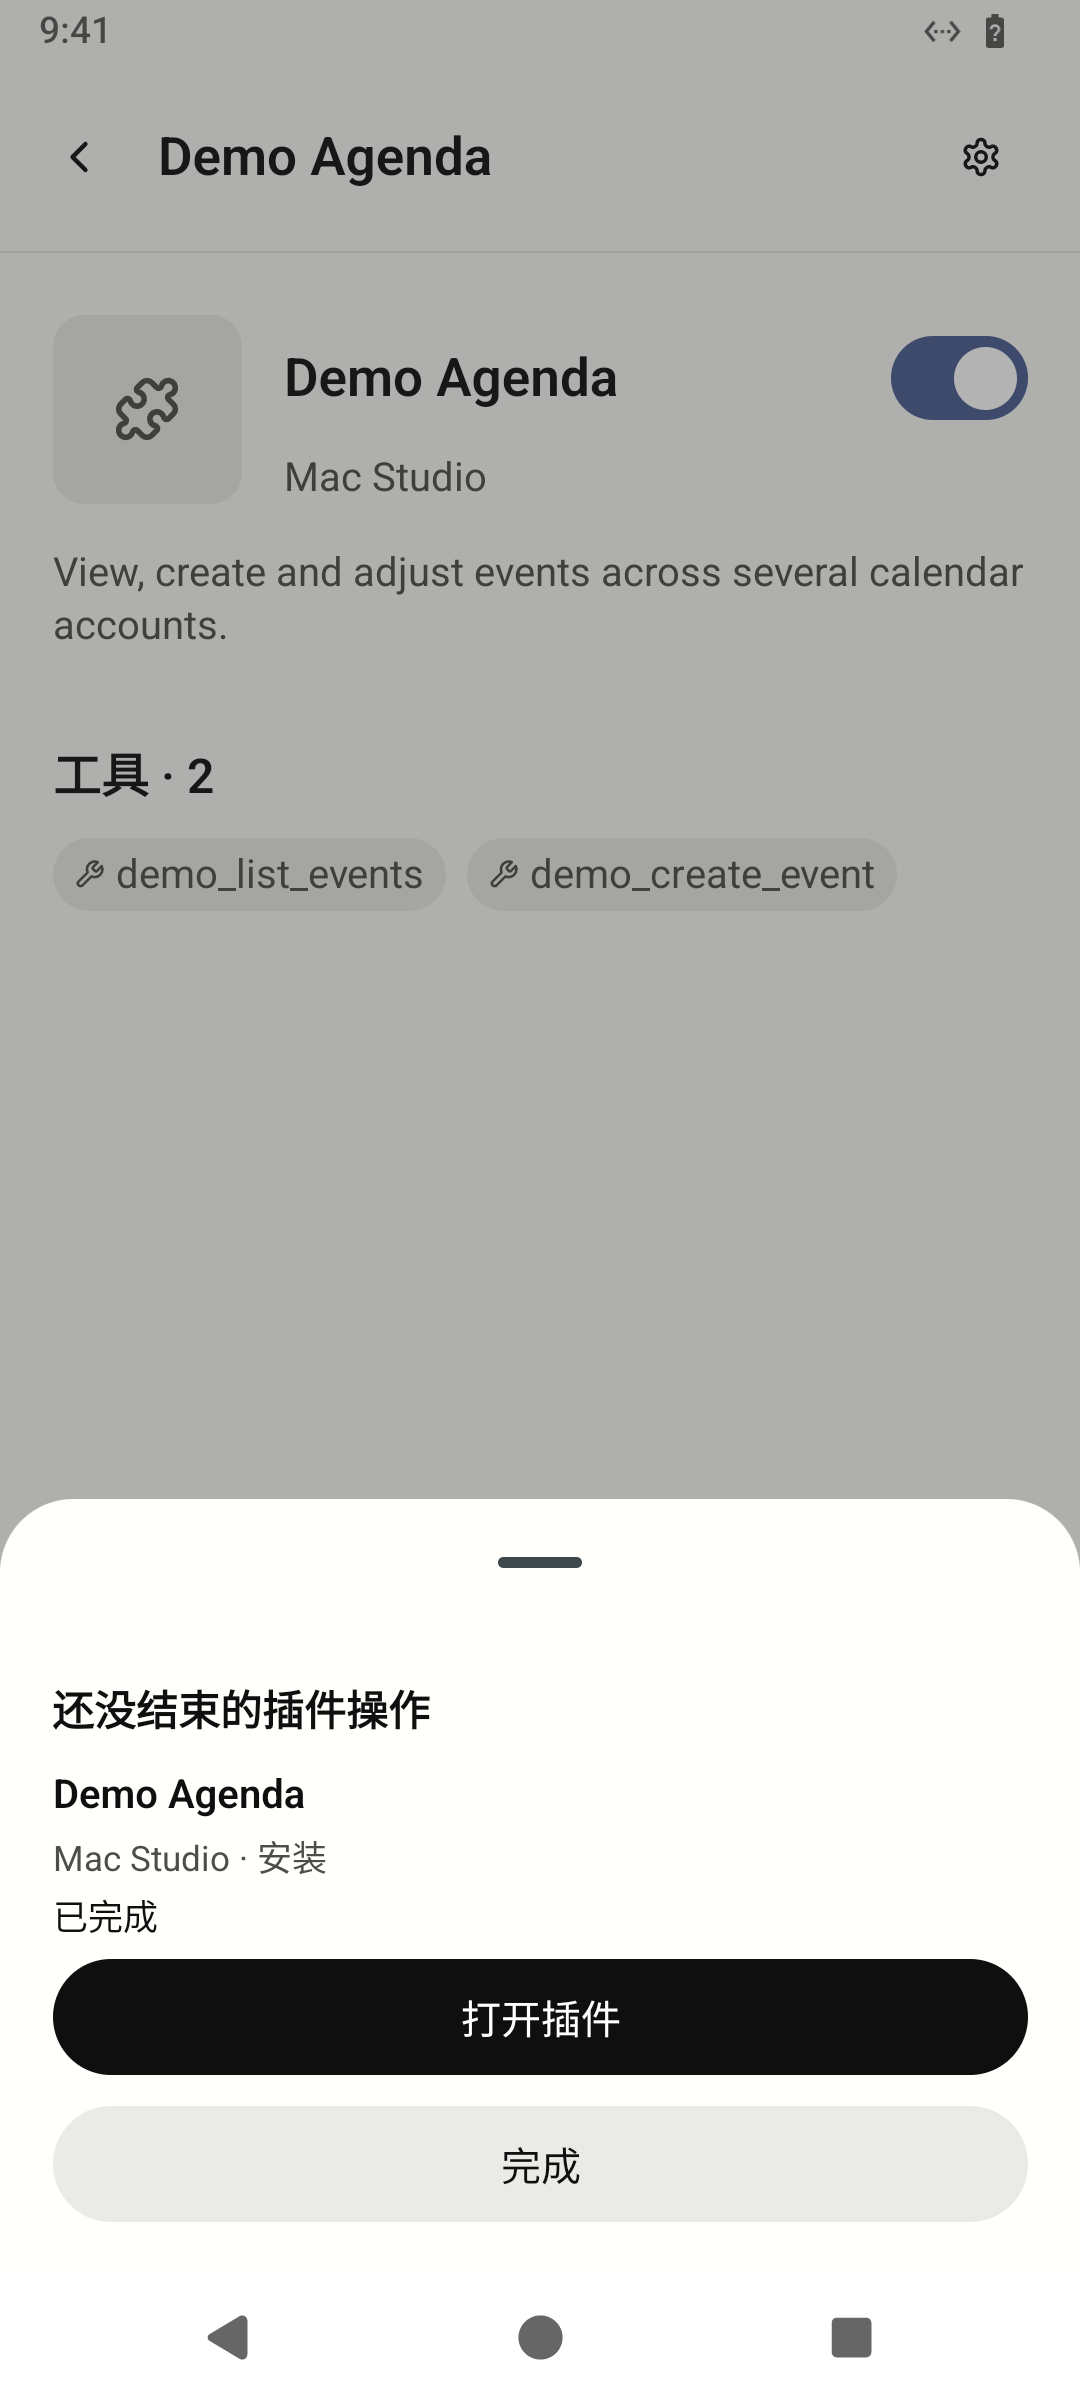 9:41
Demo Agenda
Demo Agenda
Mac Studio
View, create and adjust events across several calendar
accounts.
工具 · 2
demo_list_events
demo_create_event
还没结束的插件操作
Demo Agenda
Mac Studio · 安装
已完成
打开插件
完成